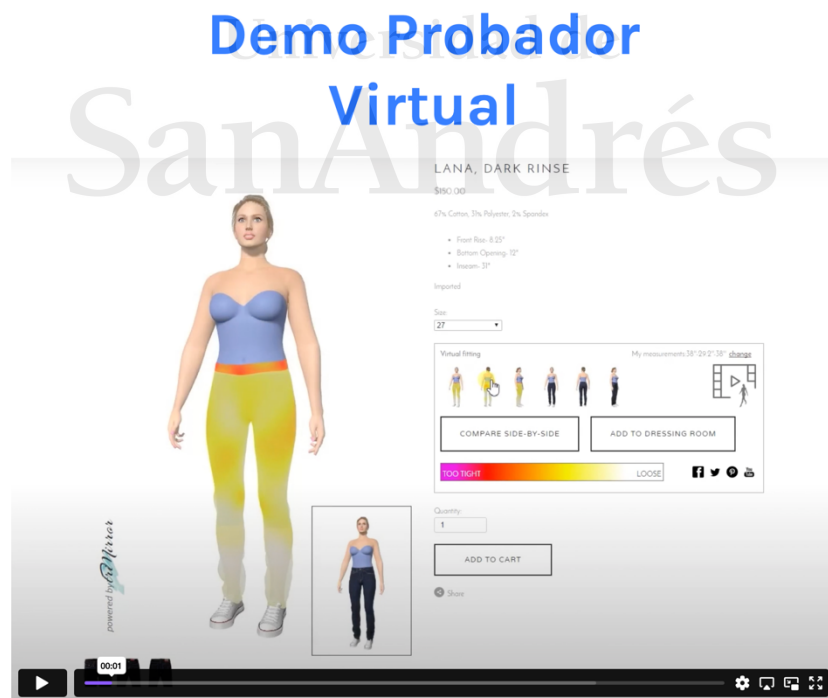 Demo Probador
Virtual
Universidad de
SanAndrés
LANA, DARK RINSE
$150.00
67% Cotton, 31% Polyester, 2% Spandex
Front Rise- 8.25"
Bottom Opening- 12"
Inseam- 31"
Imported
Size
27
Virtual fitting
My measurements 38"-29.2"-38" change
COMPARE SIDE-BY-SIDE
ADD TO DRESSING ROOM
TOO TIGHT
LOOSE
Quantity
1
ADD TO CART
Share
powered by
00:01